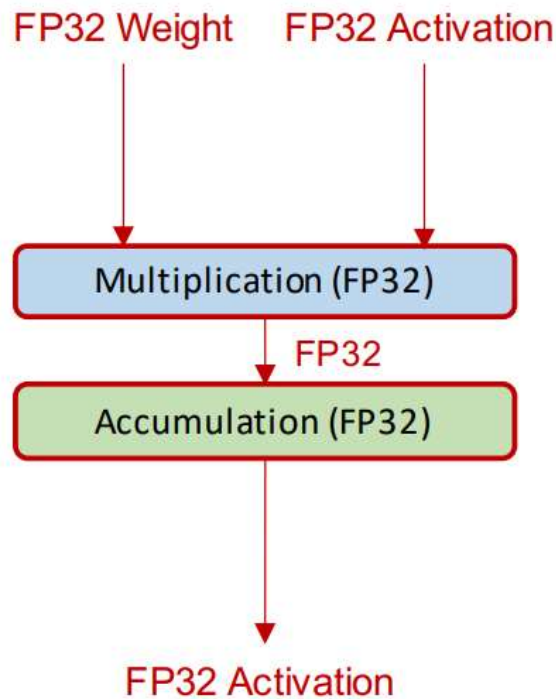 FP32 Weight FP32 Activation
Multiplication (FP32)
FP32
Accumulation (FP32)
FP32 Activation